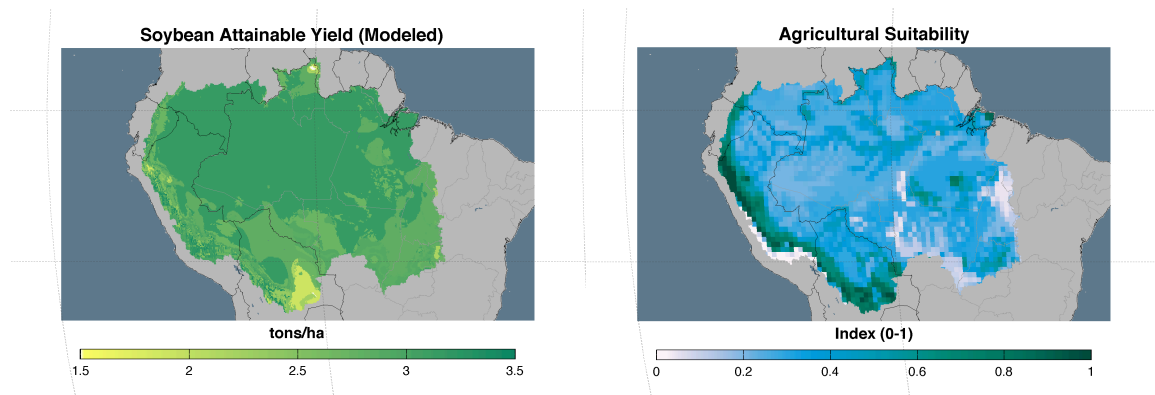 Soybean Attainable Yield (Modeled)
tons/ha
1.5 2 2.5 3 3.5
Agricultural Suitability
Index (0-1)
0 0.2 0.4 0.6 0.8 1